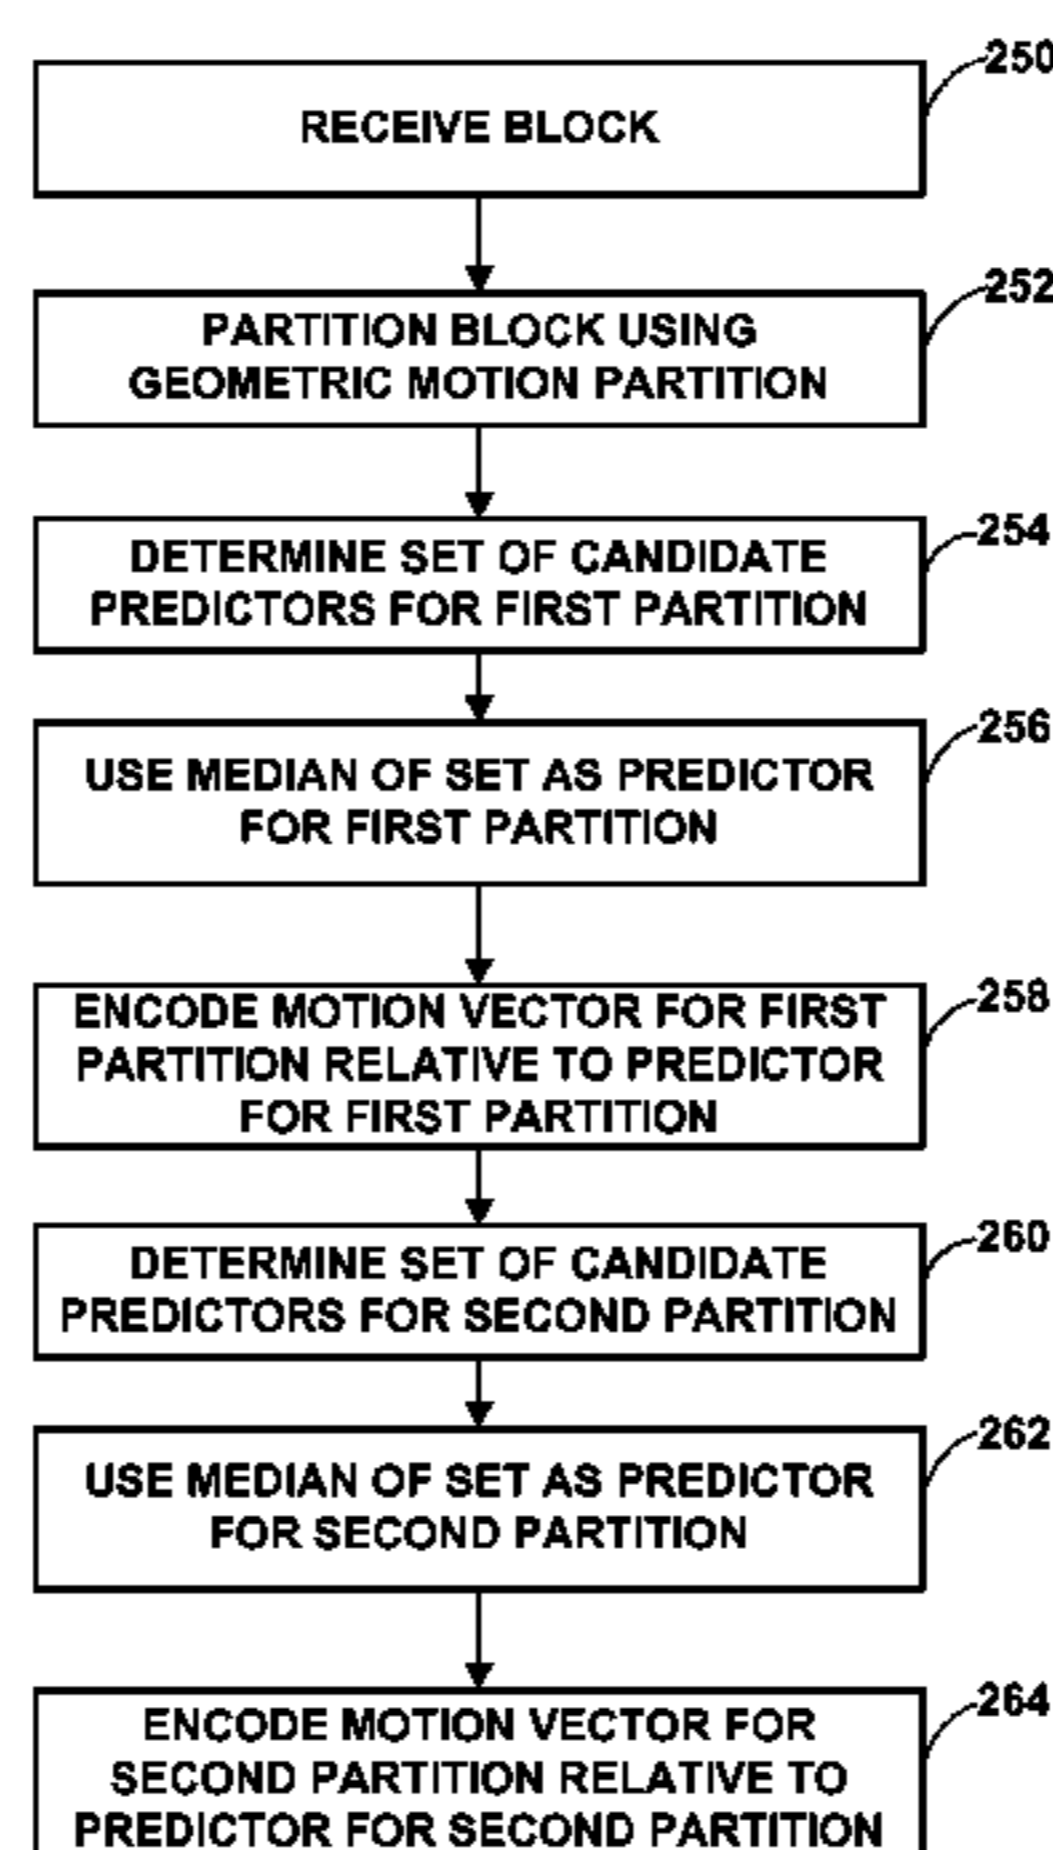 250
RECEIVE BLOCK
252
PARTITION BLOCK USING
GEOMETRIC MOTION PARTITION
254
DETERMINE SET OF CANDIDATE
PREDICTORS FOR FIRST PARTITION
256
USE MEDIAN OF SET AS PREDICTOR
FOR FIRST PARTITION
258
ENCODE MOTION VECTOR FOR FIRST
PARTITION RELATIVE TO PREDICTOR
FOR FIRST PARTITION
260
DETERMINE SET OF CANDIDATE
PREDICTORS FOR SECOND PARTITION
262
USE MEDIAN OF SET AS PREDICTOR
FOR SECOND PARTITION
264
ENCODE MOTION VECTOR FOR
SECOND PARTITION RELATIVE TO
PREDICTOR FOR SECOND PARTITION